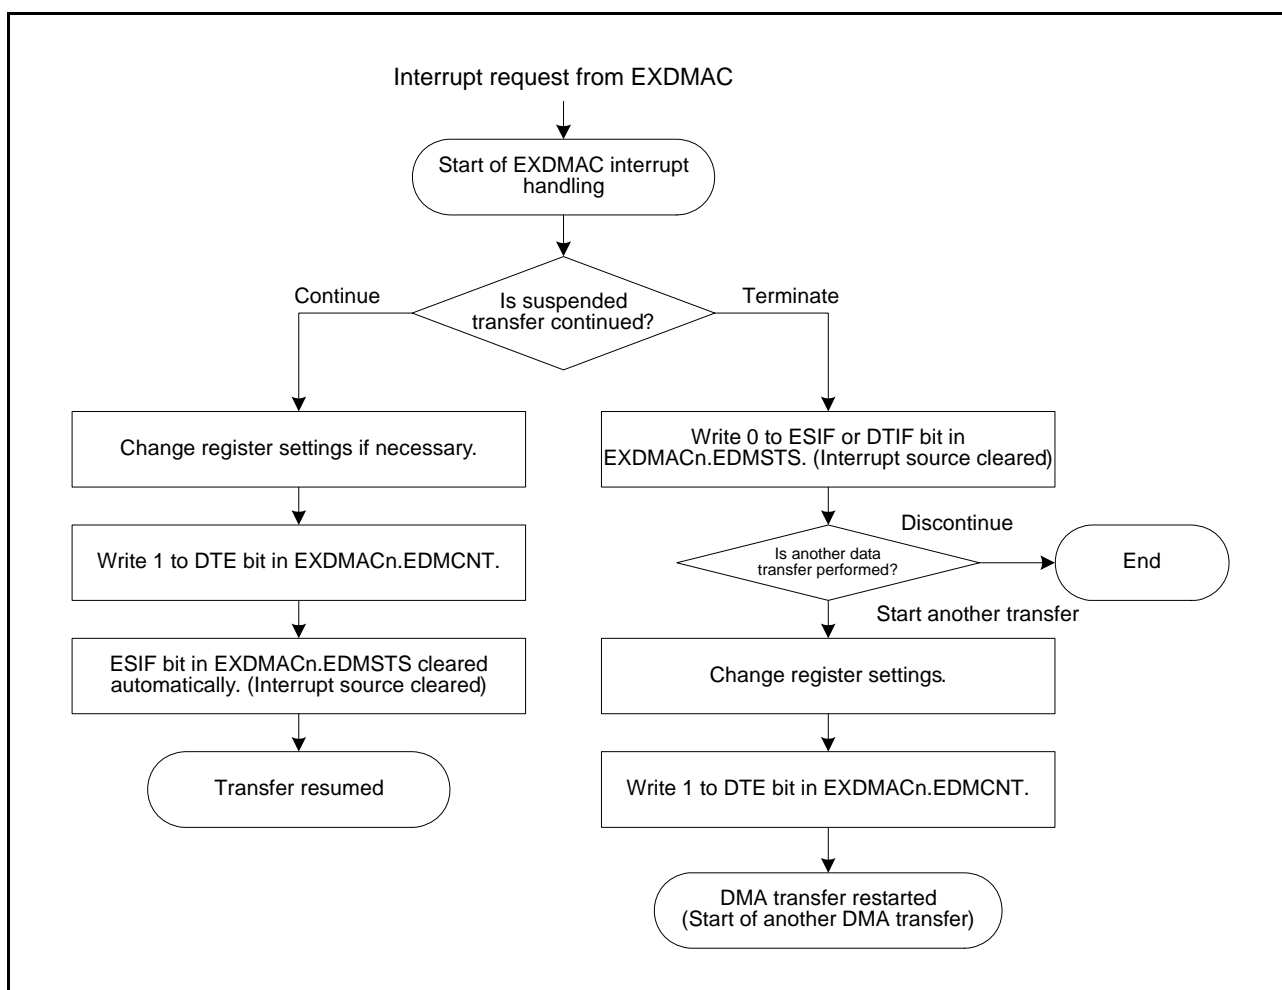 Interrupt request from EXDMAC
Start of EXDMAC interrupt
handling
Continue
Is suspended
transfer continued?
Terminate
Change register settings if necessary.
Write 1 to DTE bit in EXDMACn.EDMCNT.
ESIF bit in EXDMACn.EDMSTS cleared
automatically. (Interrupt source cleared)
Transfer resumed
Write 0 to ESIF or DTIF bit in
EXDMACn.EDMSTS. (Interrupt source cleared)
Discontinue
Is another data
transfer performed?
End
Start another transfer
Change register settings.
Write 1 to DTE bit in EXDMACn.EDMCNT.
DMA transfer restarted
(Start of another DMA transfer)